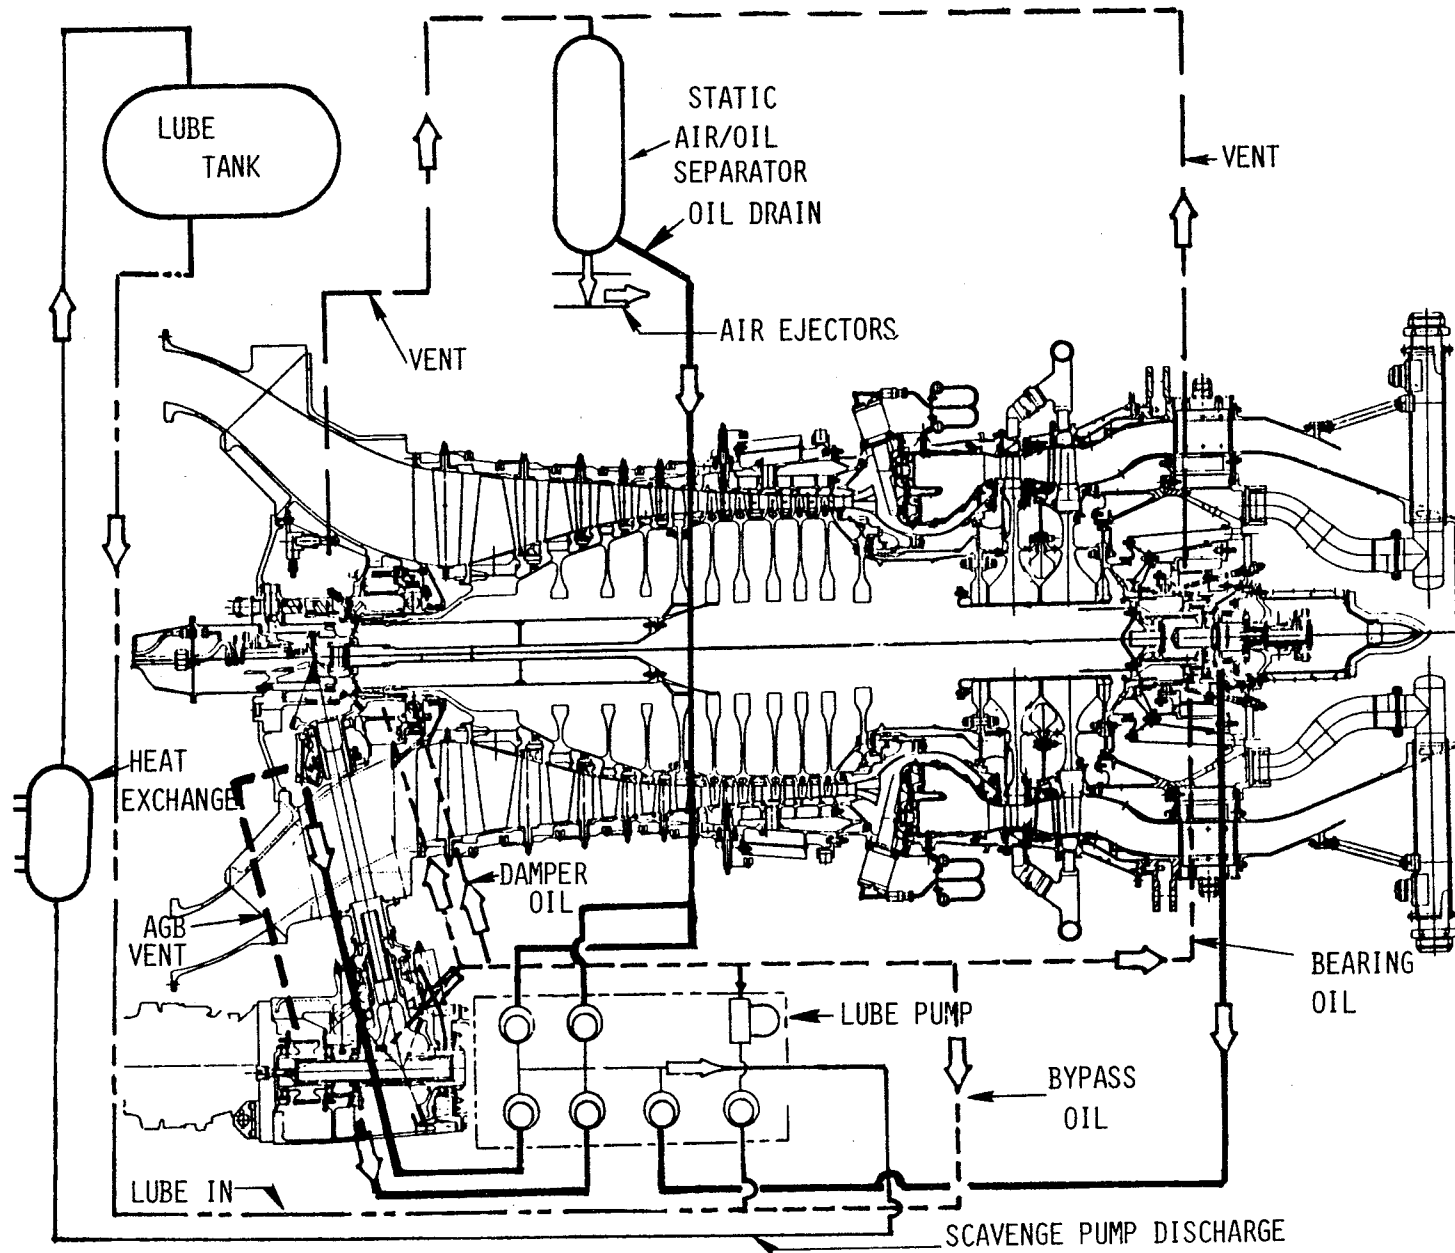 LUBE
TANK
STATIC
AIR/OIL
SEPARATOR
OIL DRAIN
VENT
AIR EJECTORS
VENT
HEAT
EXCHANGE
DAMPER
OIL
AGB
VENT
BEARING
OIL
LUBE PUMP
BYPASS
OIL
LUBE IN
SCAVENGE PUMP DISCHARGE